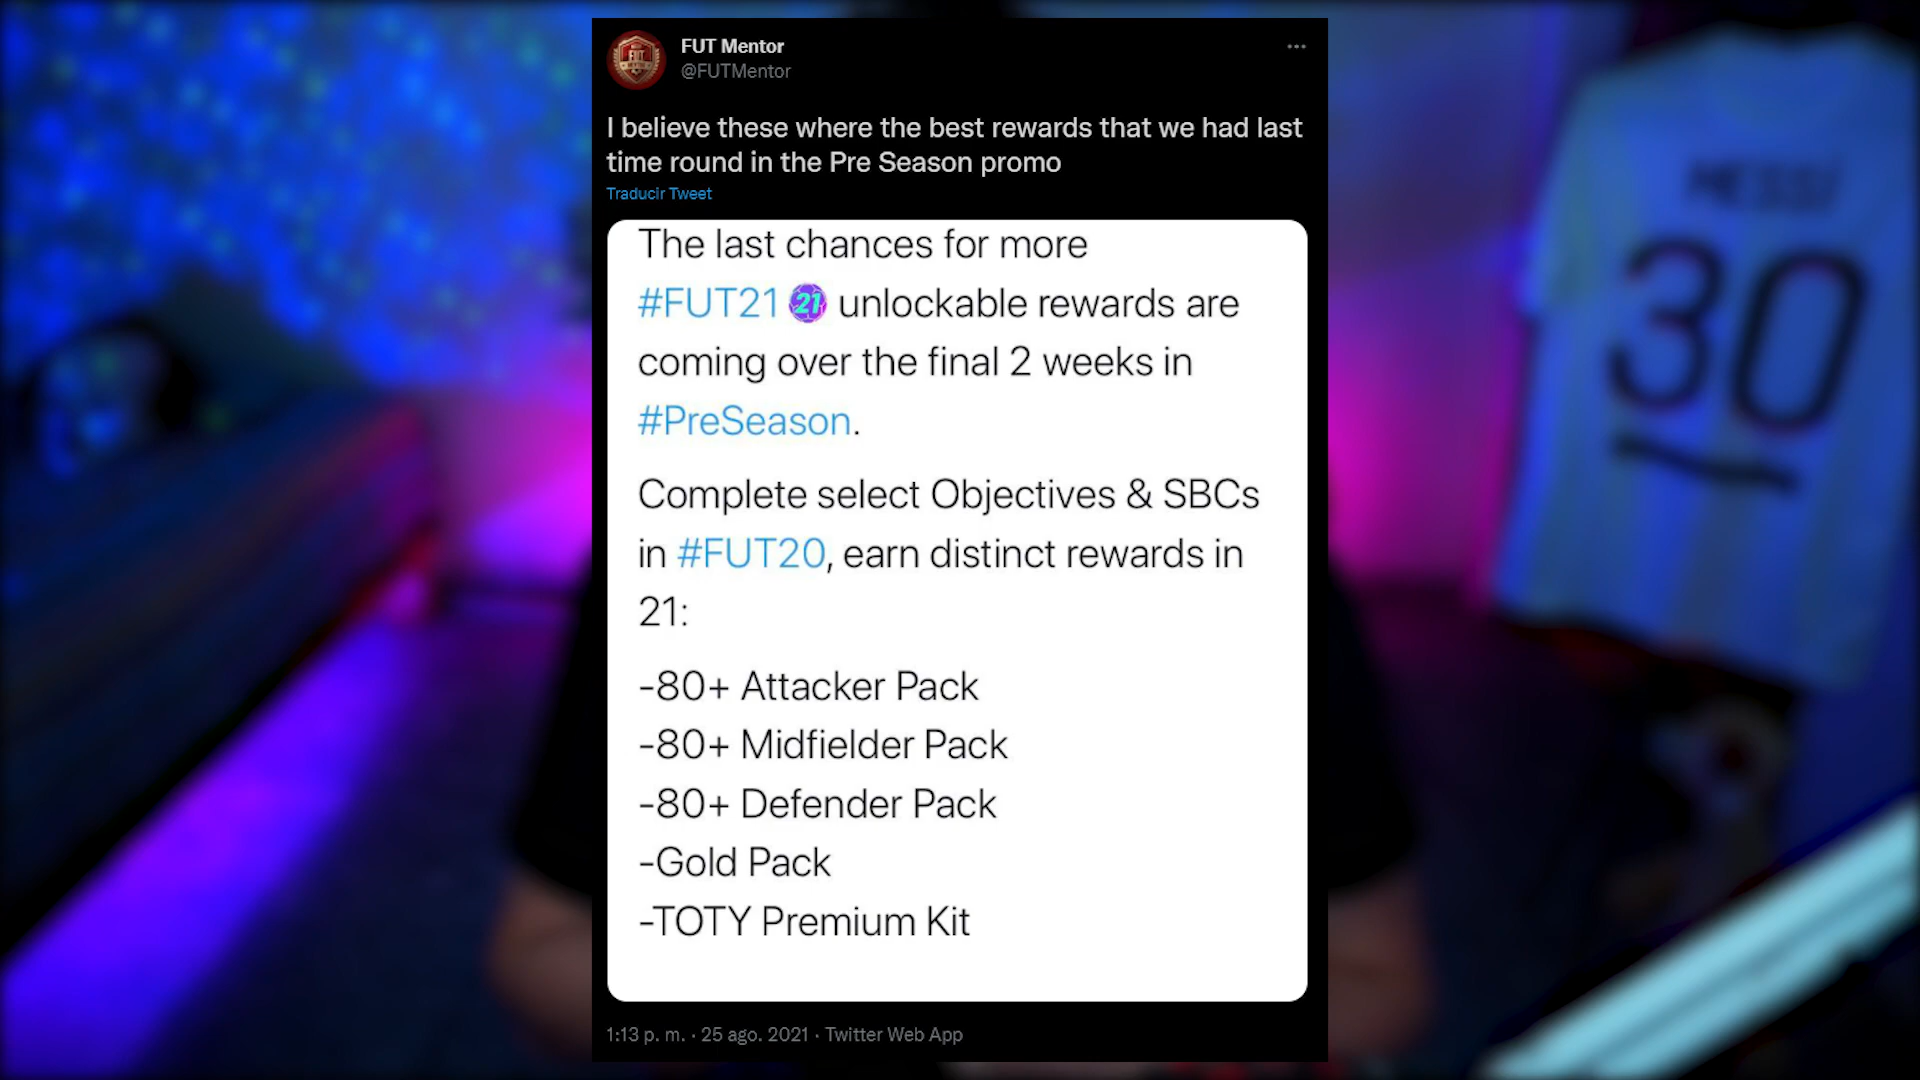 FUT Mentor
@FUTMentor
I believe these where the best rewards that we had last
time round in the Pre Season promo
Traducir Tweet
The last chances for more
#FUT21 21 unlockable rewards are
coming over the final 2 weeks in
#PreSeason.
Complete select Objectives & SBCs
in #FUT20, earn distinct rewards in
21:
-80+ Attacker Pack
-80+ Midfielder Pack
-80+ Defender Pack
-Gold Pack
-TOTY Premium Kit
1:13 p. m. · 25 ago. 2021 · Twitter Web App
MESSI
30